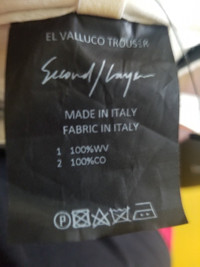 EL VALLUCO TROUSER
Second/Layer
MADE IN ITALY
FABRIC IN ITALY
1 100%WV
2 100%CO